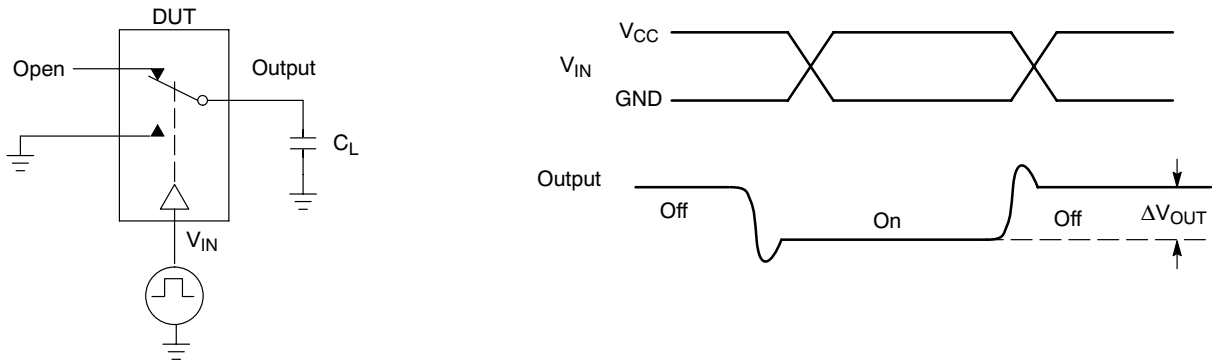 DUT
Open
Output
C_L
V_IN
V_CC
V_IN
GND
Output
Off
On
Off
ΔV_OUT